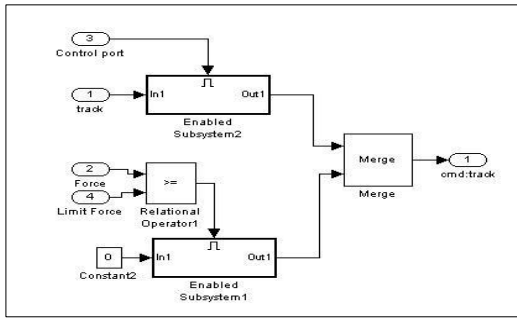 3
Control port
1
track
In1
Out1
Enabled
Subsystem2
2
Force
4
Limit Force
>=
Relational
Operator1
Merge
Merge
1
cmd:track
0
Constant2
In1
Out1
Enabled
Subsystem1